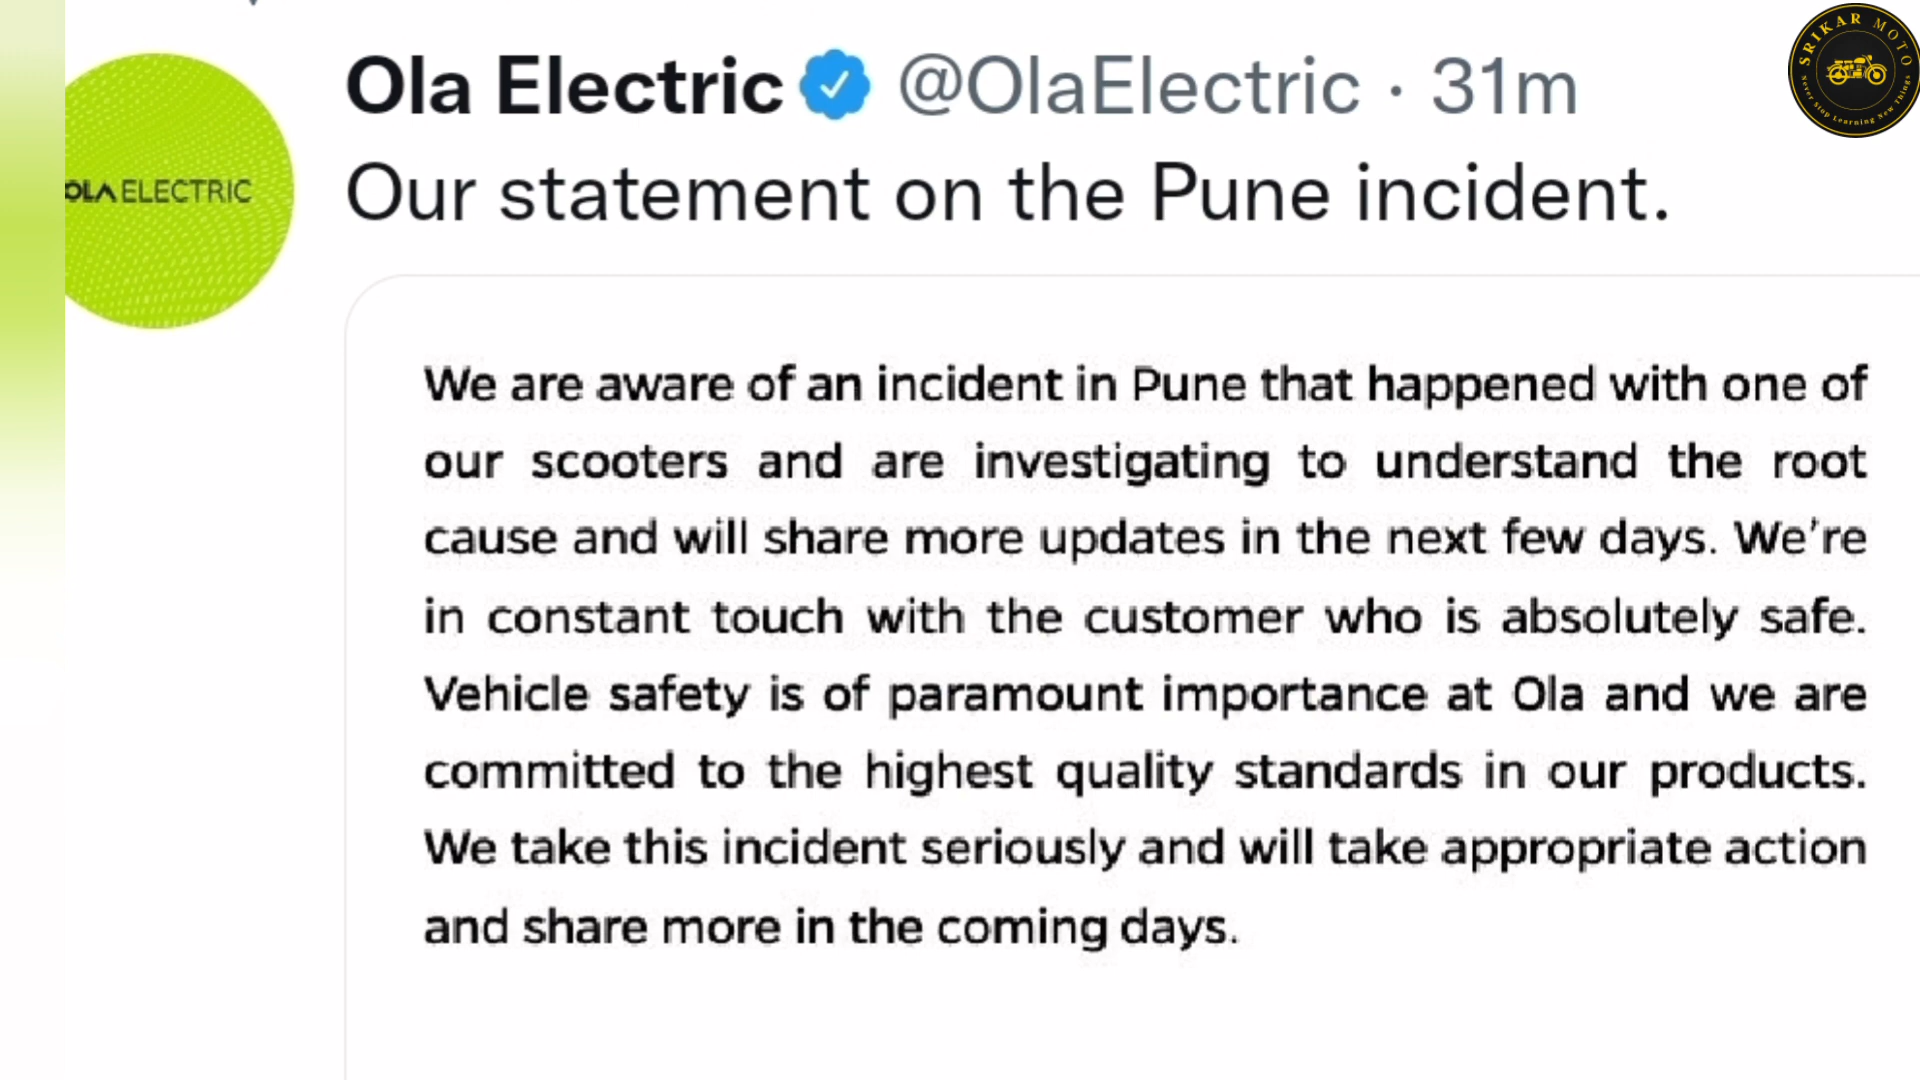 Ola Electric @OlaElectric · 31m
Our statement on the Pune incident.
OLA ELECTRIC
SRIKAR MOTO
Never Stop Learning New Things
We are aware of an incident in Pune that happened with one of
our scooters and are investigating to understand the root
cause and will share more updates in the next few days. We're
in constant touch with the customer who is absolutely safe.
Vehicle safety is of paramount importance at Ola and we are
committed to the highest quality standards in our products.
We take this incident seriously and will take appropriate action
and share more in the coming days.